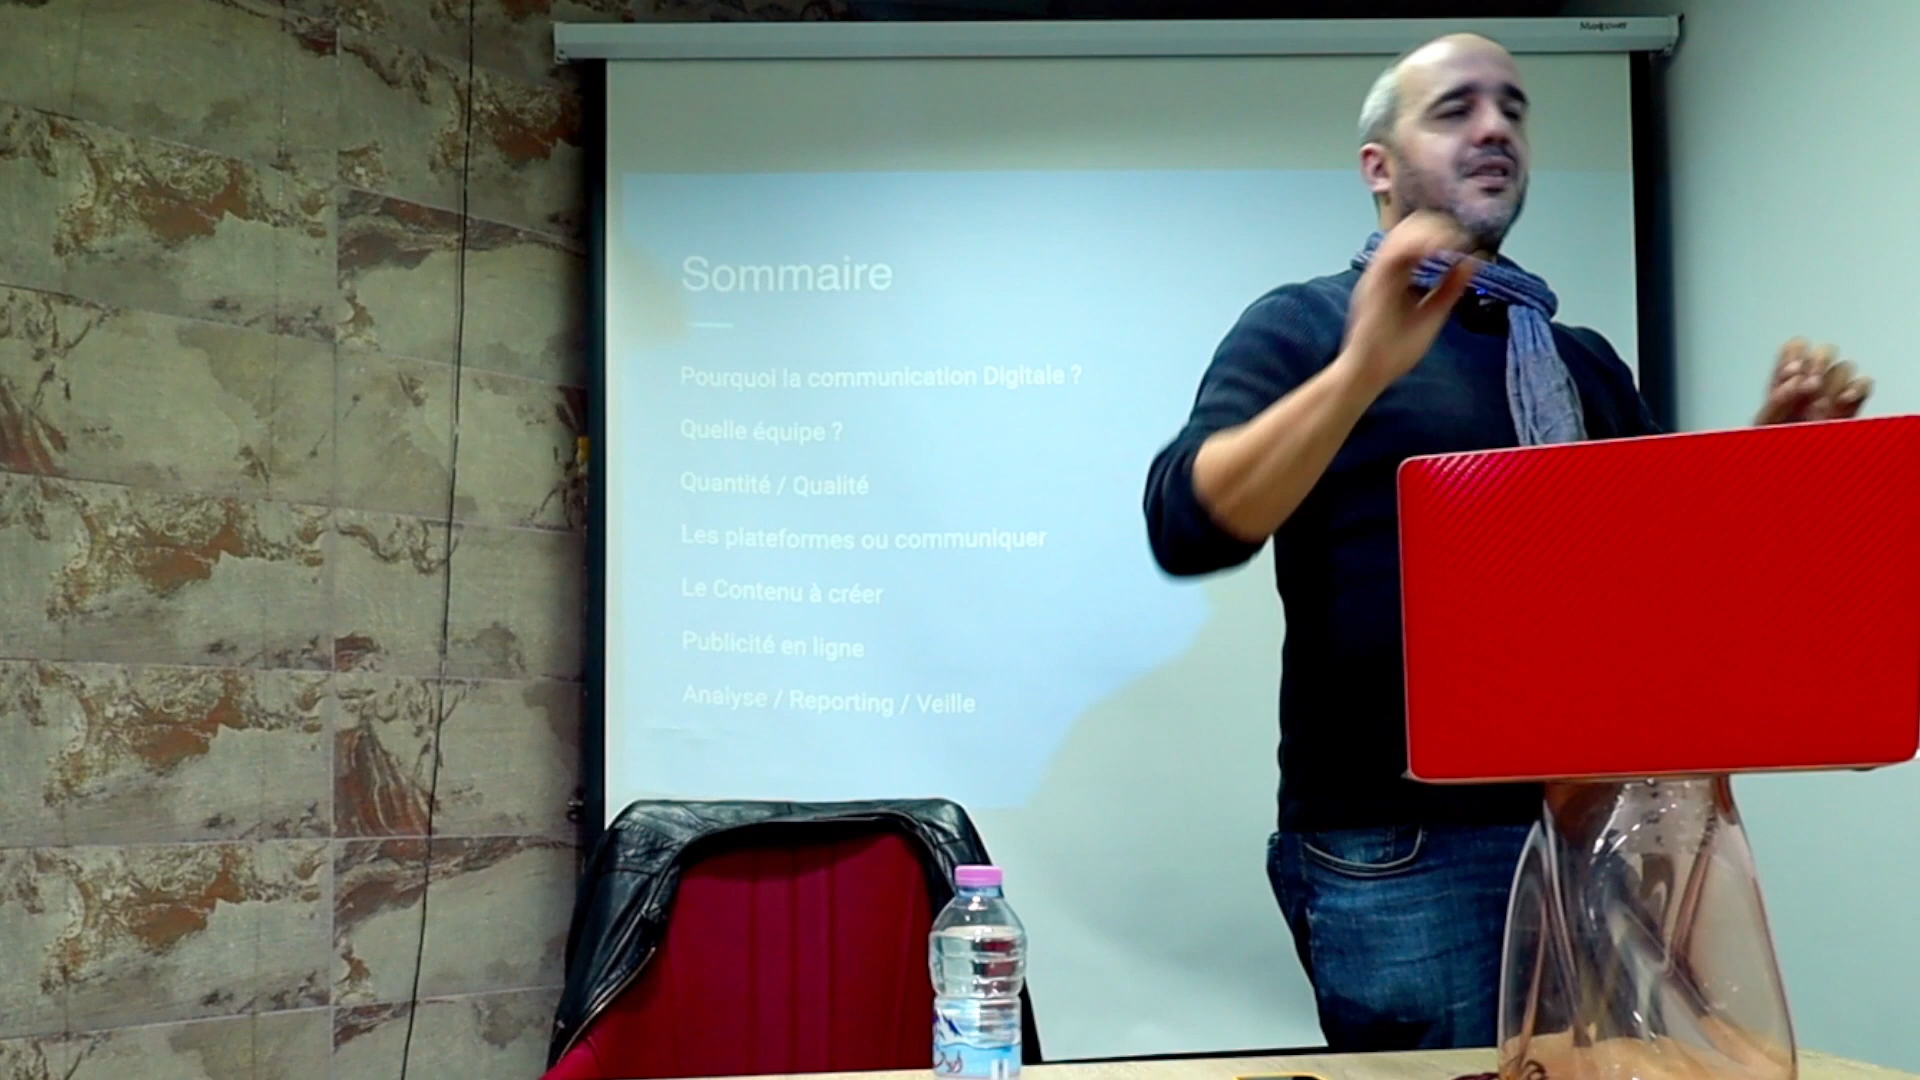 Sommaire
Pourquoi la communication Digitale ?
Quelle équipe ?
Quantité / Qualité
Les plateformes ou communiquer
Le Contenu à créer
Publicité en ligne
Analyse / Reporting / Veille